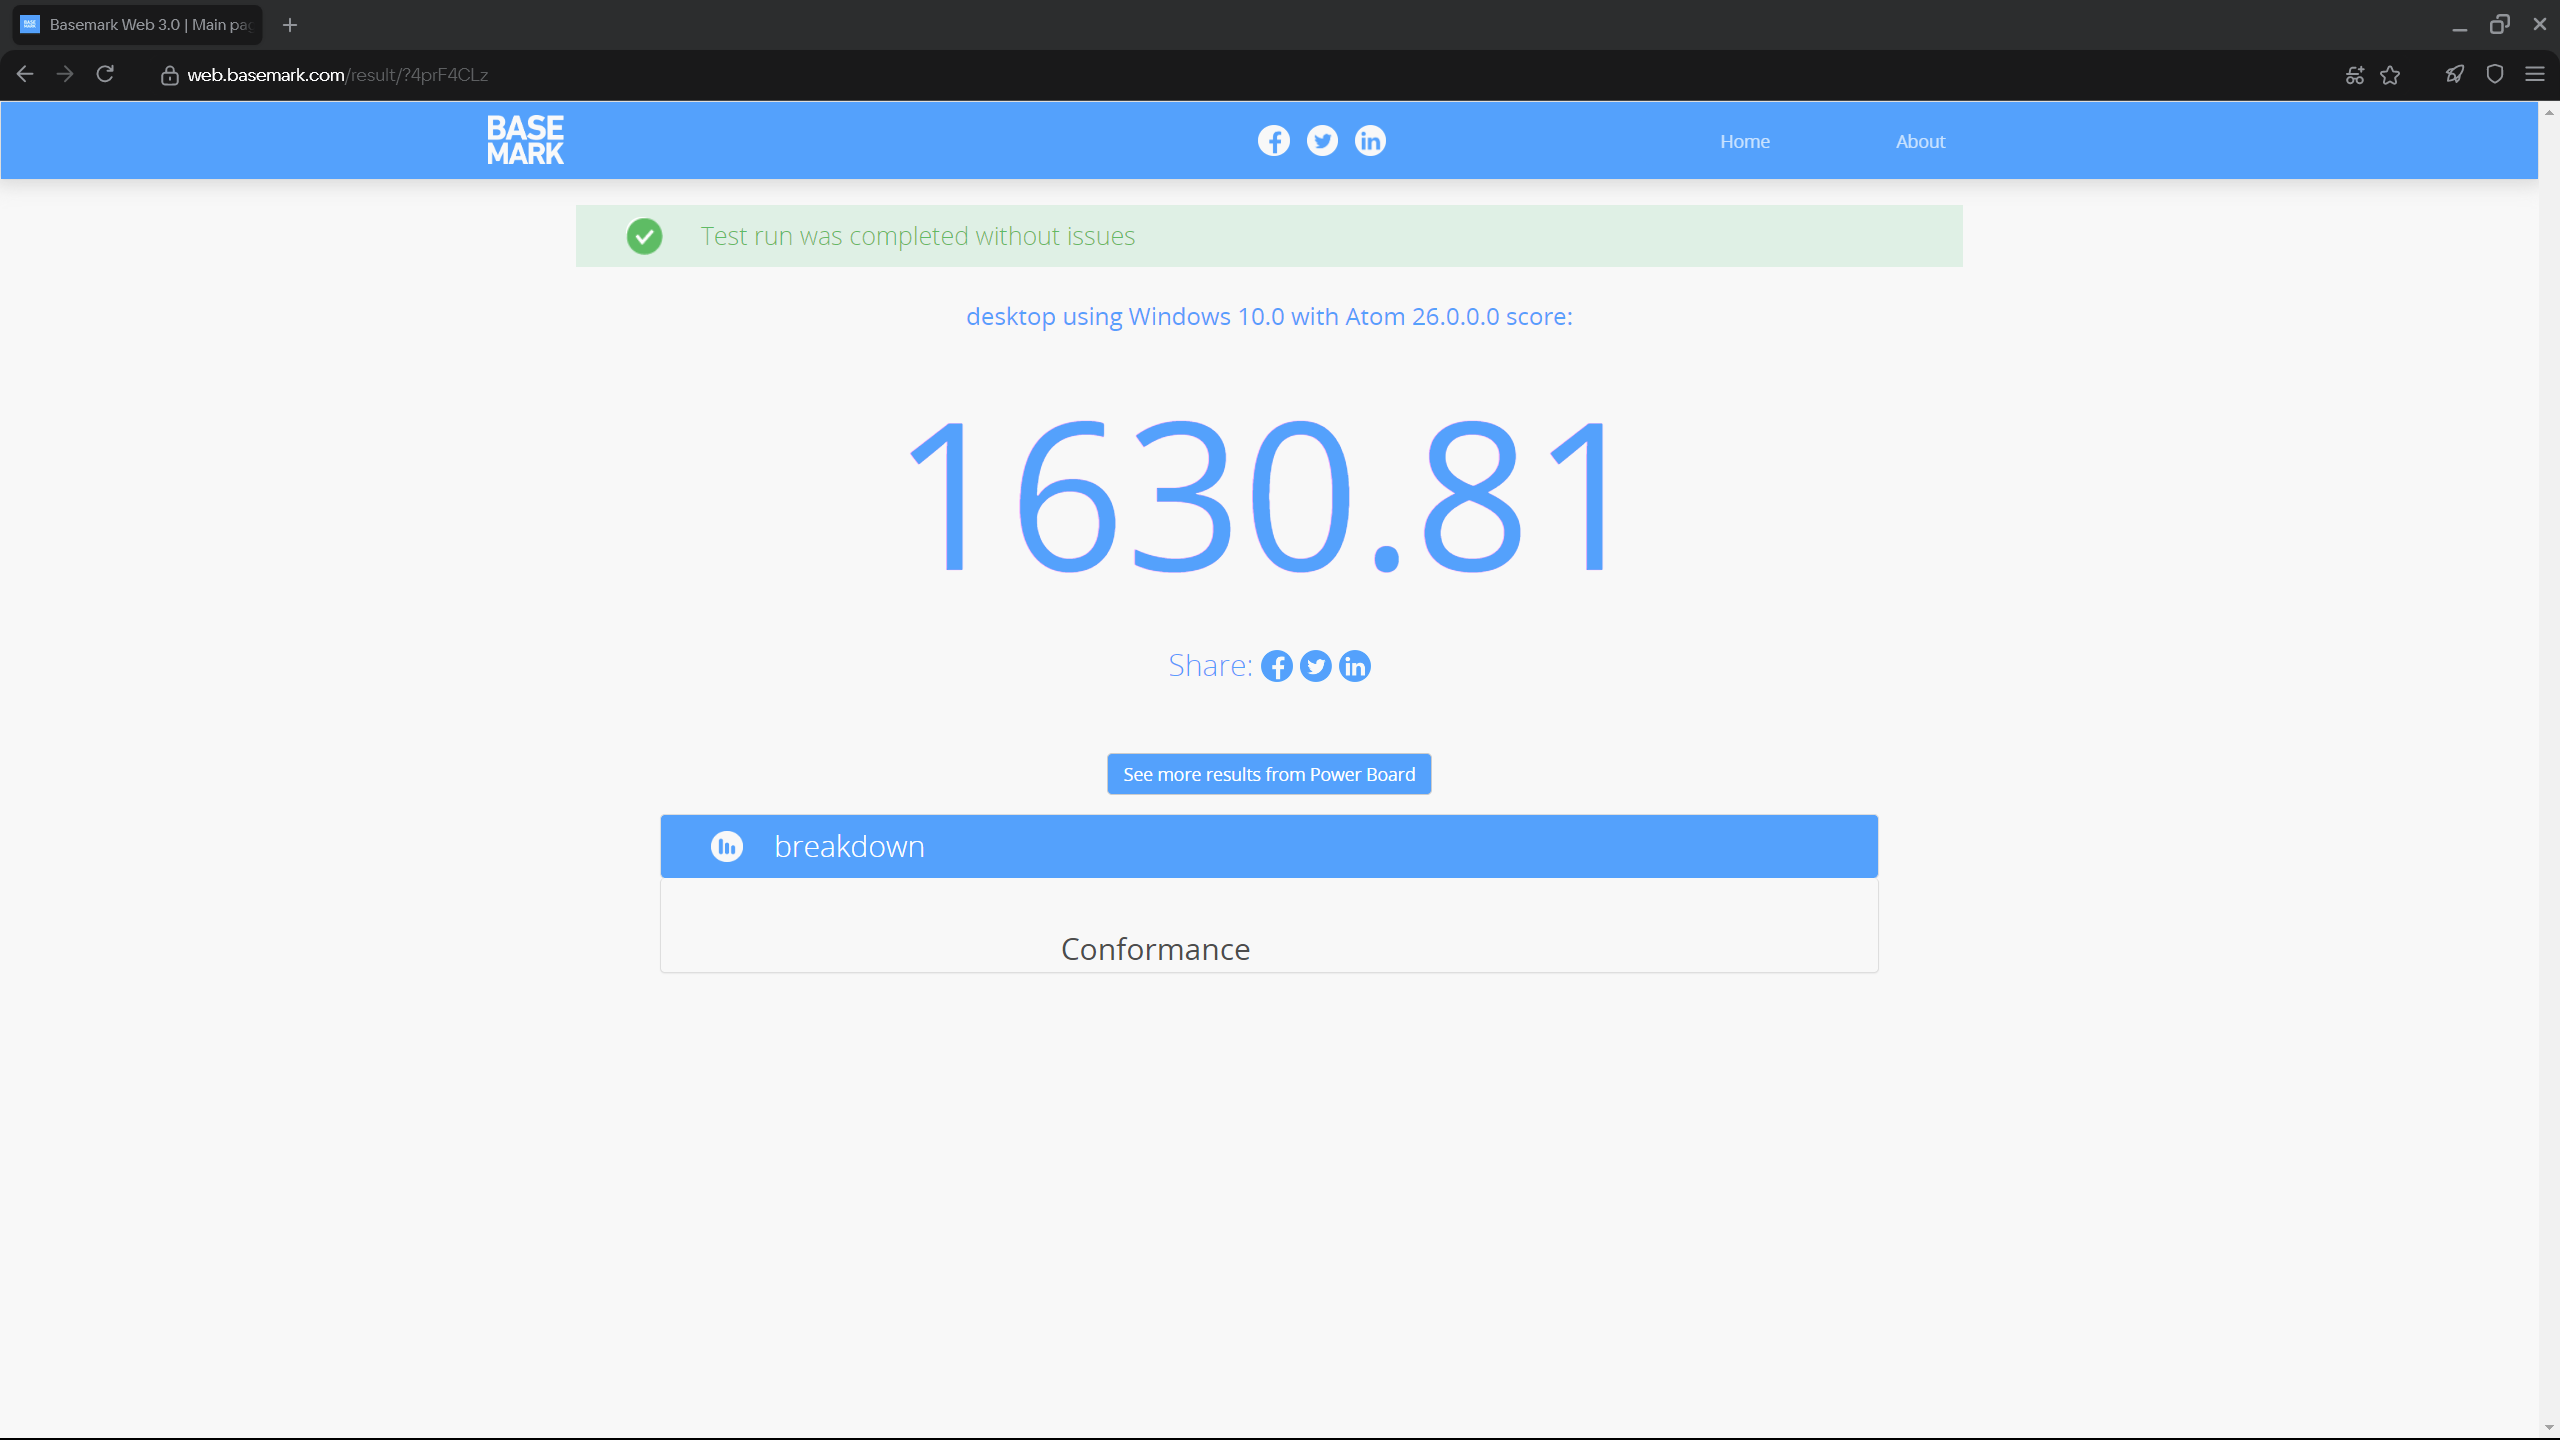 Basemark Web 3.0 | Main pag
web.basemark.com/result/?4prF4CLz
BASE
MARK
Home
About
Test run was completed without issues
desktop using Windows 10.0 with Atom 26.0.0.0 score:
1630.81
Share:
See more results from Power Board
breakdown
Conformance